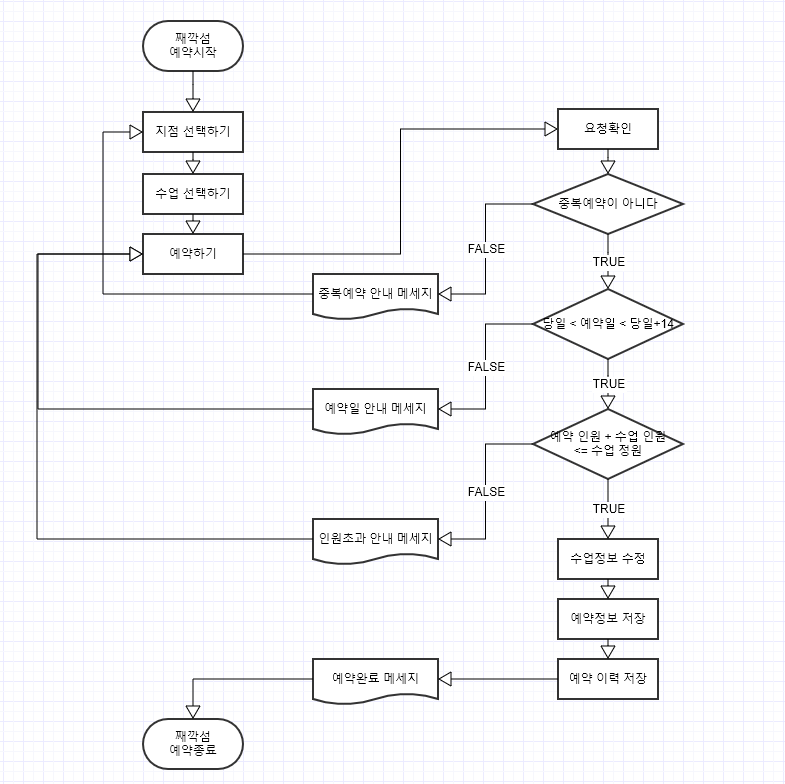 째깍섬
예약시작
지점 선택하기
수업 선택하기
예약하기
요청확인
중복예약이 아니다
FALSE
TRUE
중복예약 안내 메세지
당일 < 예약일 < 당일+14
FALSE
TRUE
예약일 안내 메세지
예약 인원 + 수업 인원
<= 수업 정원
FALSE
TRUE
인원초과 안내 메세지
수업정보 수정
예약정보 저장
예약 이력 저장
예약완료 메세지
째깍섬
예약종료